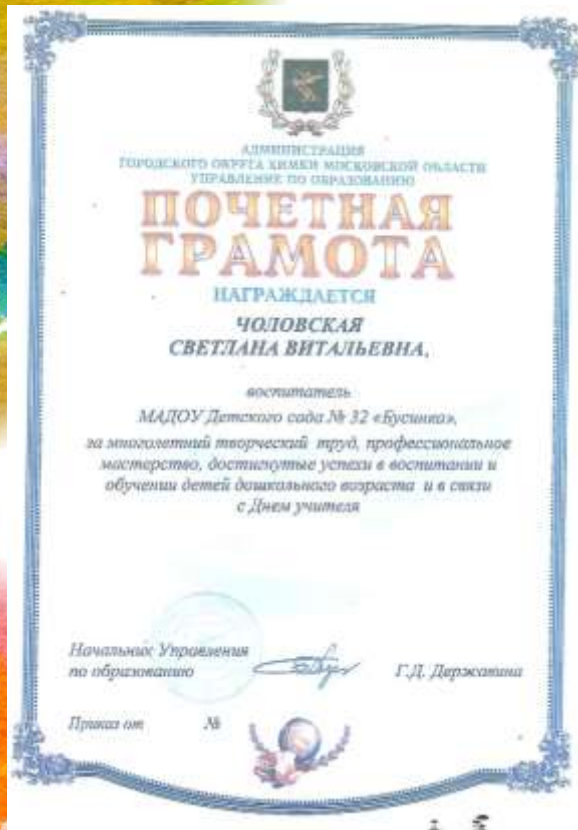 АДМИНИСТРАЦИЯ
ГОРОДСКОГО ОКРУГА ХИМКИ МОСКОВСКОЙ ОБЛАСТИ
УПРАВЛЕНИЕ ПО ОБРАЗОВАНИЮ
ПОЧЕТНАЯ
ГРАМОТА
НАГРАЖДАЕТСЯ
ЧОЛОВСКАЯ
СВЕТЛАНА ВИТАЛЬЕВНА,
воспитатель
МАДОУ Детского сада № 32 «Бусинка»,
за многолетний творческий труд, профессиональное
мастерство, достигнутые успехи в воспитании и
обучении детей дошкольного возраста и в связи
с Днем учителя
Начальник Управления
по образованию Г.Д. Державина
Приказ от №